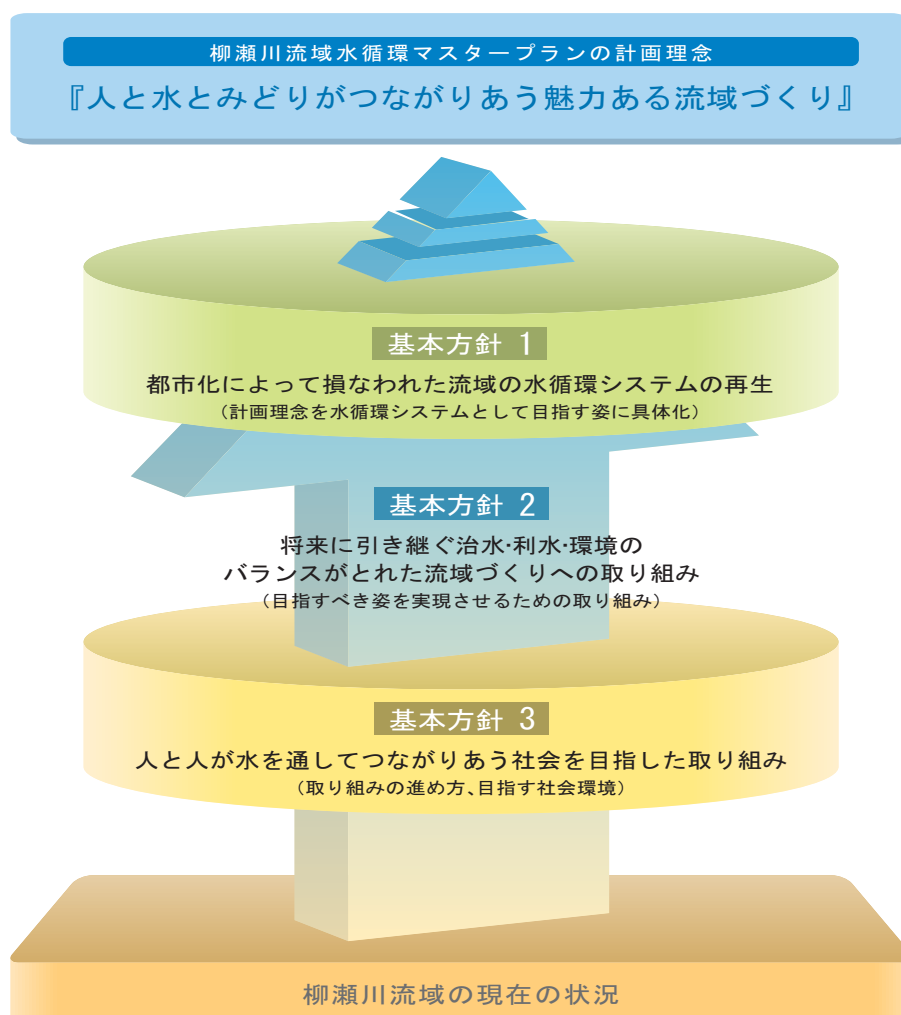 柳瀬川流域水循環マスタープランの計画理念
『人と水とみどりがつながりあう魅力ある流域づくり』
基本方針 1
都市化によって損なわれた流域の水循環システムの再生
（計画理念を水循環システムとして目指す姿に具体化）
基本方針 2
将来に引き継ぐ治水・利水・環境の
バランスがとれた流域づくりへの取り組み
（目指すべき姿を実現させるための取り組み）
基本方針 3
人と人が水を通してつながりあう社会を目指した取り組み
（取り組みの進め方、目指す社会環境）
柳瀬川流域の現在の状況